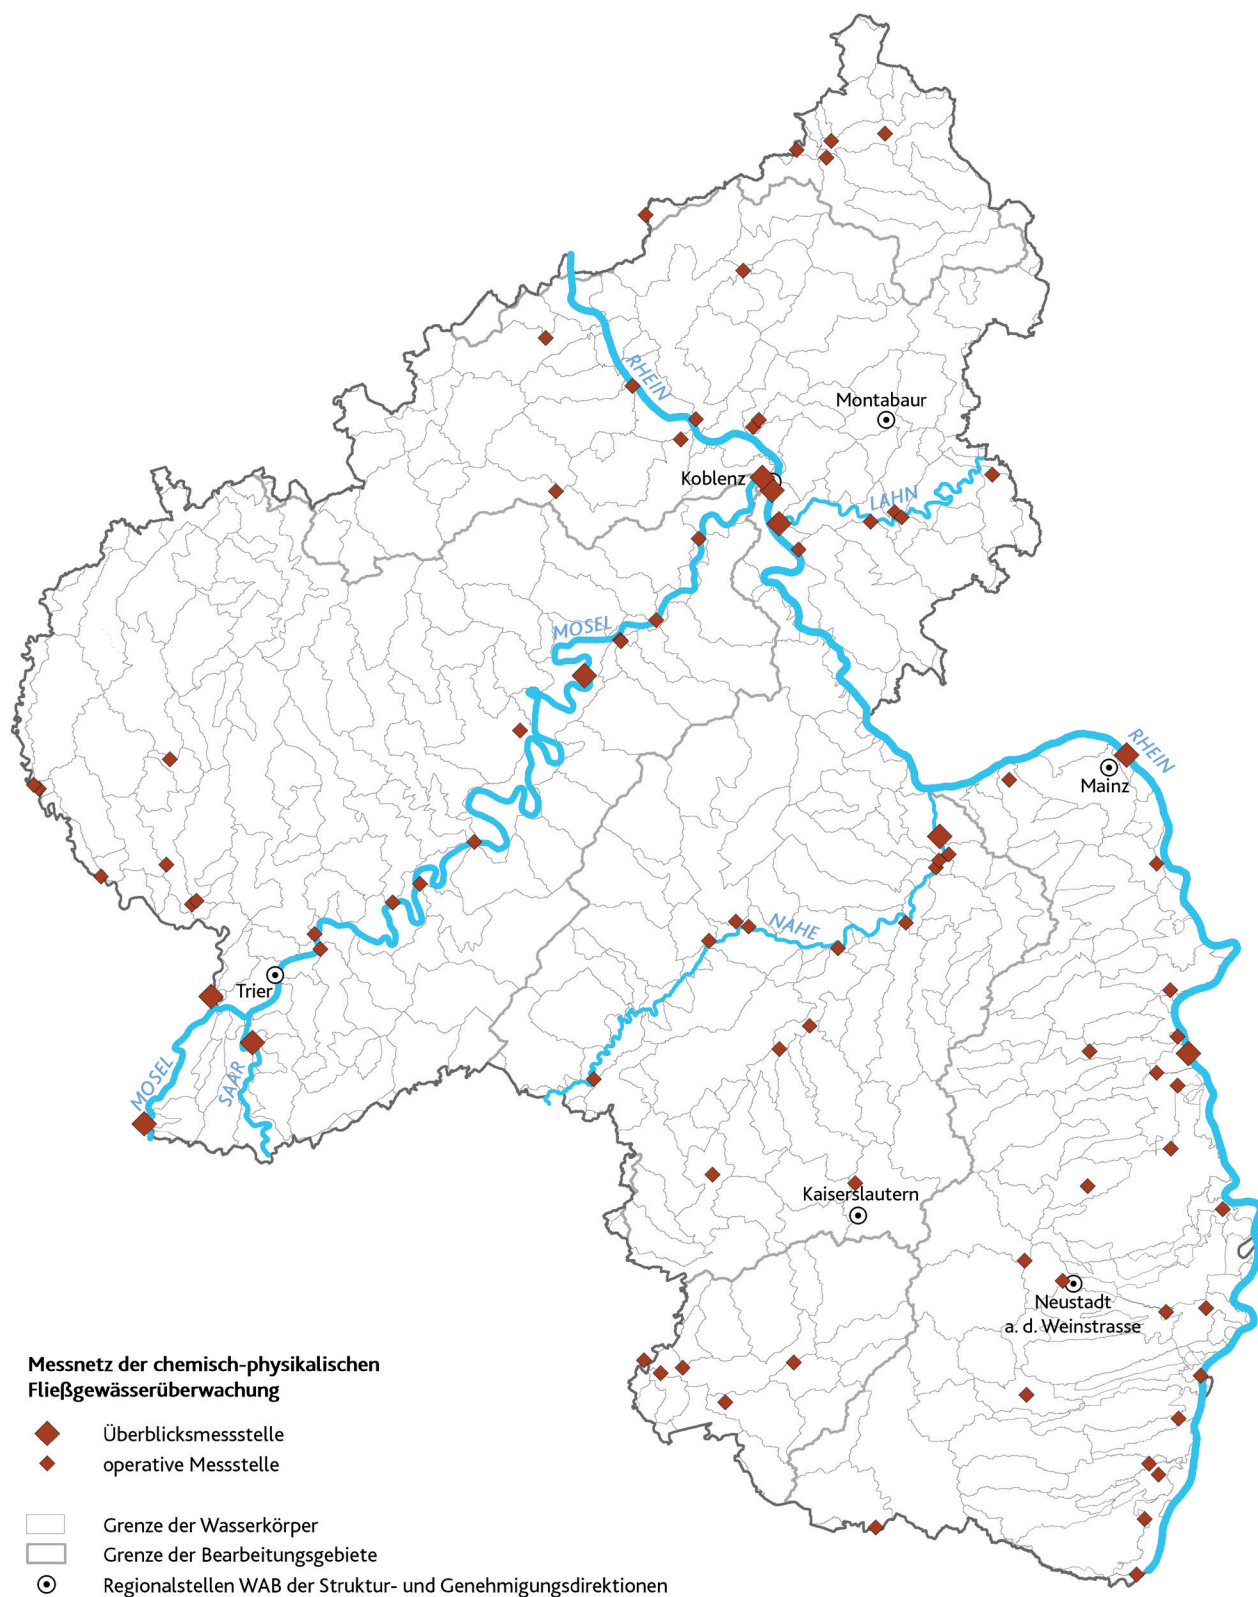 RHEIN
Montabaur
Koblenz
LAHN
MOSEL
RHEIN
Mainz
NAHE
Trier
MOSEL
SAAR
Kaiserslautern
Neustadt
a. d. Weinstrasse
Messnetz der chemisch-physikalischen
Fließgewässerüberwachung
Überblicksmessstelle
operative Messstelle
Grenze der Wasserkörper
Grenze der Bearbeitungsgebiete
Regionalstellen WAB der Struktur- und Genehmigungsdirektionen